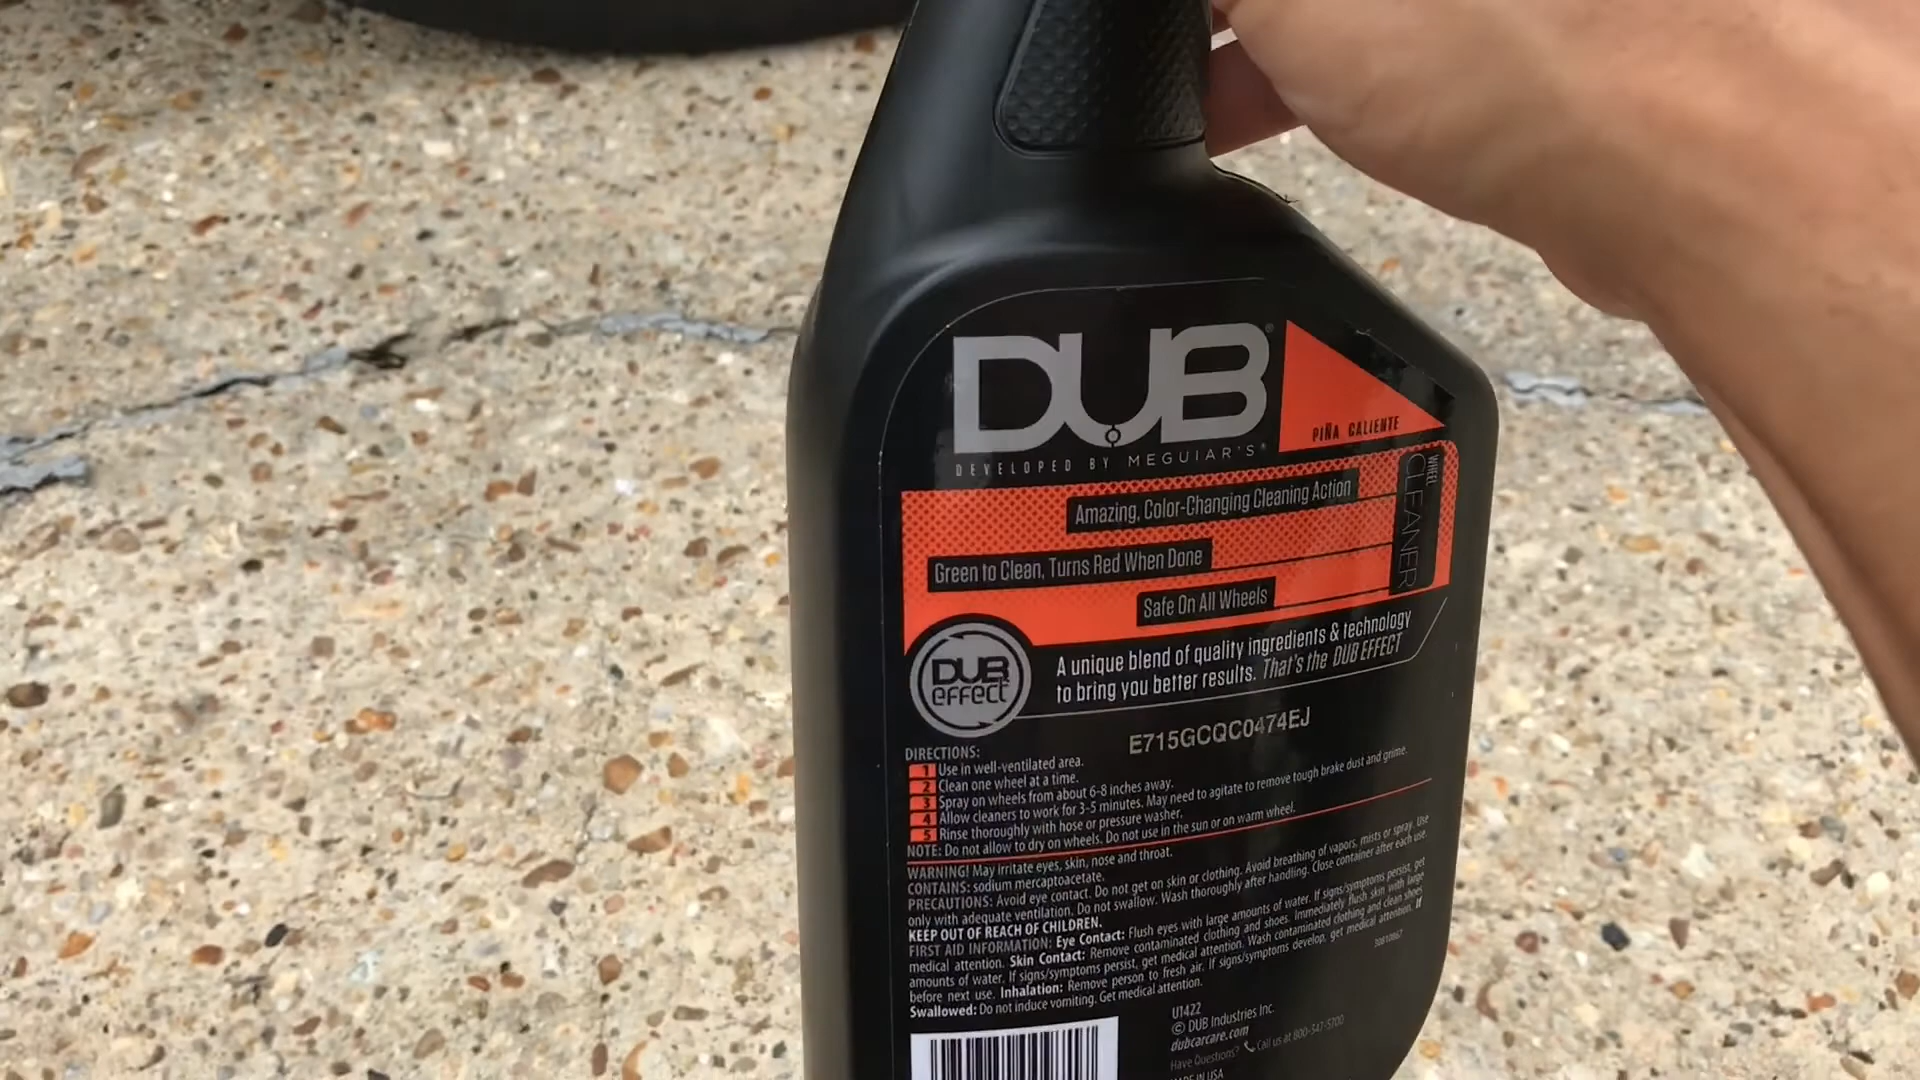 DUB®
PIÑA CALIENTE
DEVELOPED BY MEGUIAR'S®
WHEEL
CLEANER
Amazing, Color-Changing Cleaning Action
Green to Clean, Turns Red When Done
Safe On All Wheels
DUB
effect
A unique blend of quality ingredients & technology
to bring you better results. That's the DUB EFFECT
E715GCQC0474EJ
DIRECTIONS:
1 Use in well-ventilated area.
2 Clean one wheel at a time.
3 Spray on wheels from about 6-8 inches away.
4 Allow cleaners to work for 3-5 minutes. May need to agitate to remove tough brake dust and grime.
5 Rinse thoroughly with hose or pressure washer.
NOTE: Do not allow to dry on wheels. Do not use in the sun or on warm wheel.
WARNING! May irritate eyes, skin, nose and throat.
CONTAINS: sodium mercaptoacetate.
PRECAUTIONS: Avoid eye contact. Do not get on skin or clothing. Avoid breathing of vapors, mists or spray. Use
only with adequate ventilation. Do not swallow. Wash thoroughly after handling. Close container after each use.
KEEP OUT OF REACH OF CHILDREN.
FIRST AID INFORMATION: Eye Contact: Flush eyes with large amounts of water. If signs/symptoms persist, get
medical attention. Skin Contact: Remove contaminated clothing and shoes. Immediately flush skin with large
amounts of water. If signs/symptoms persist, get medical attention. Wash contaminated clothing and clean shoes
before next use. Inhalation: Remove person to fresh air. If signs/symptoms develop, get medical attention. If
Swallowed: Do not induce vomiting. Get medical attention.
U1422
© DUB Industries Inc.
dubcarcare.com
Have Questions? Call us at 800-347-5700
MADE IN USA